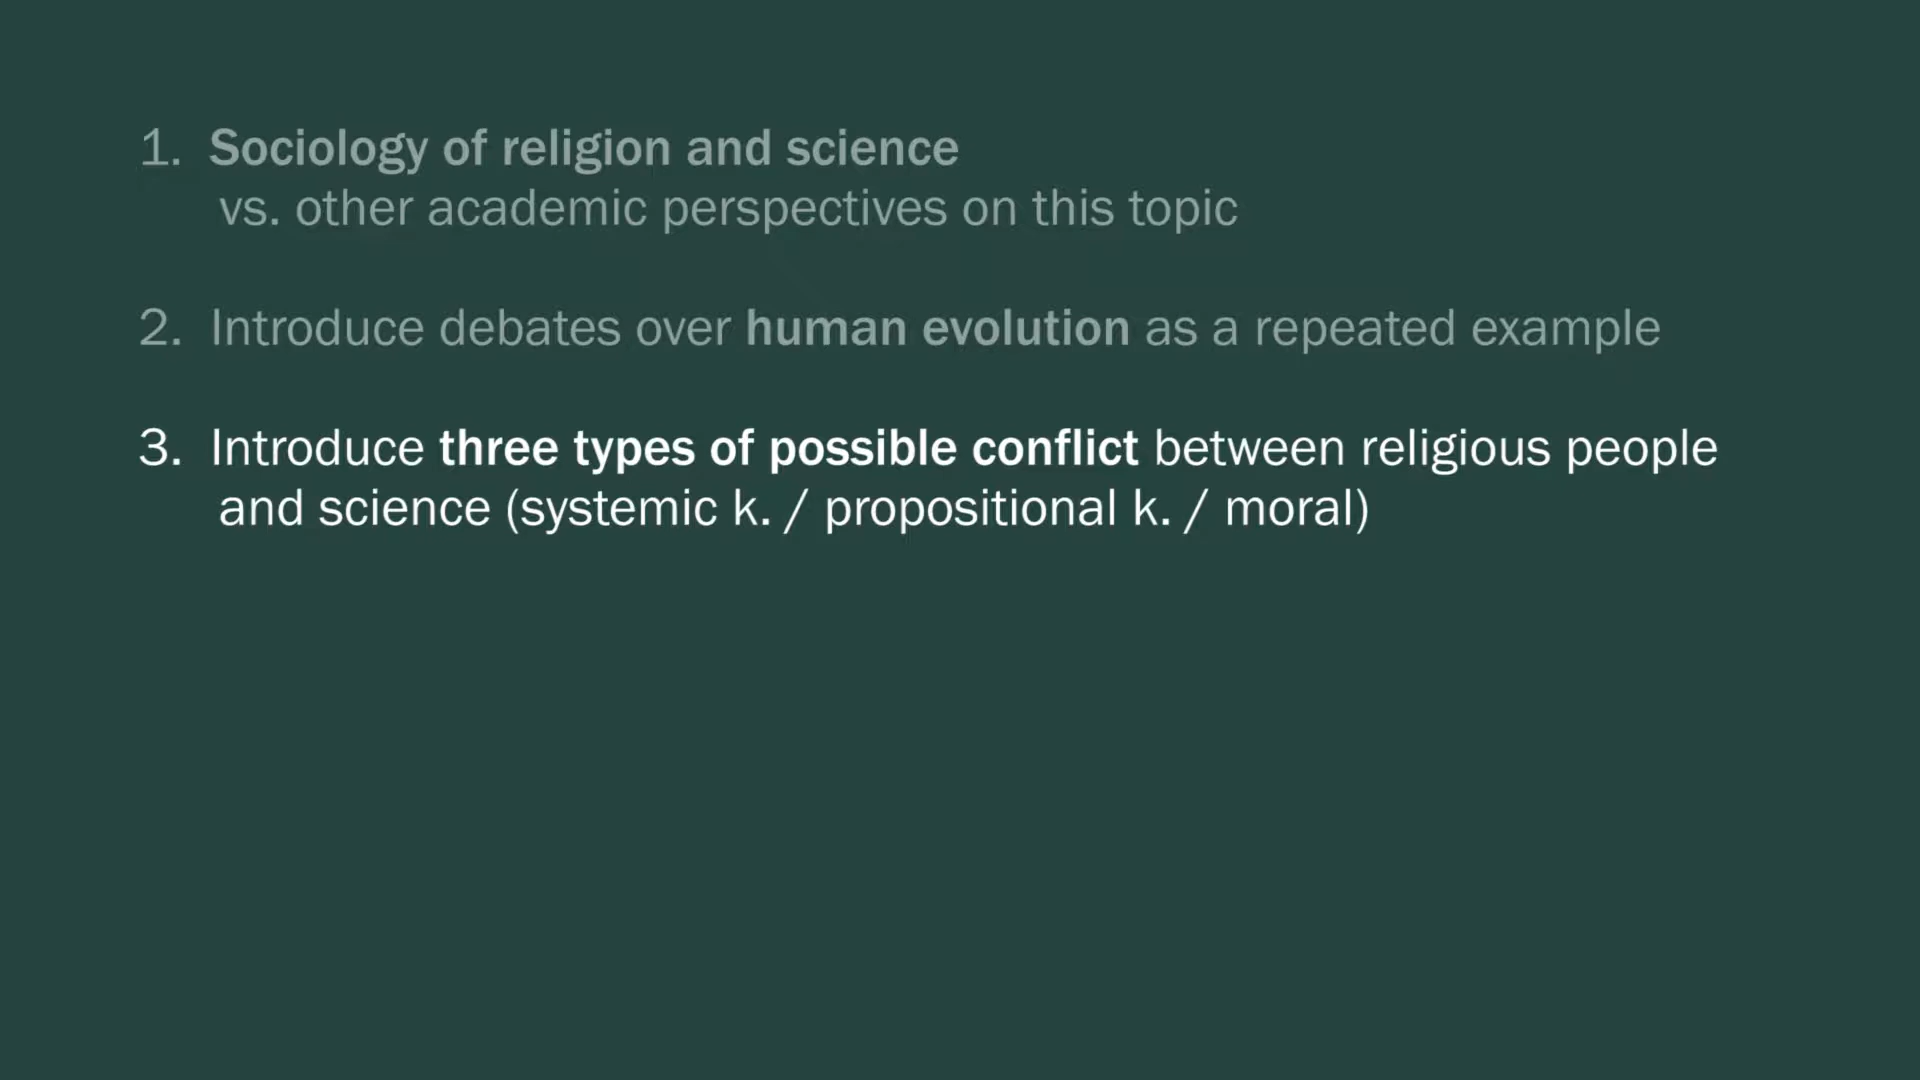 1. Sociology of religion and science
vs. other academic perspectives on this topic
2. Introduce debates over human evolution as a repeated example
3. Introduce three types of possible conflict between religious people
and science (systemic k. / propositional k. / moral)